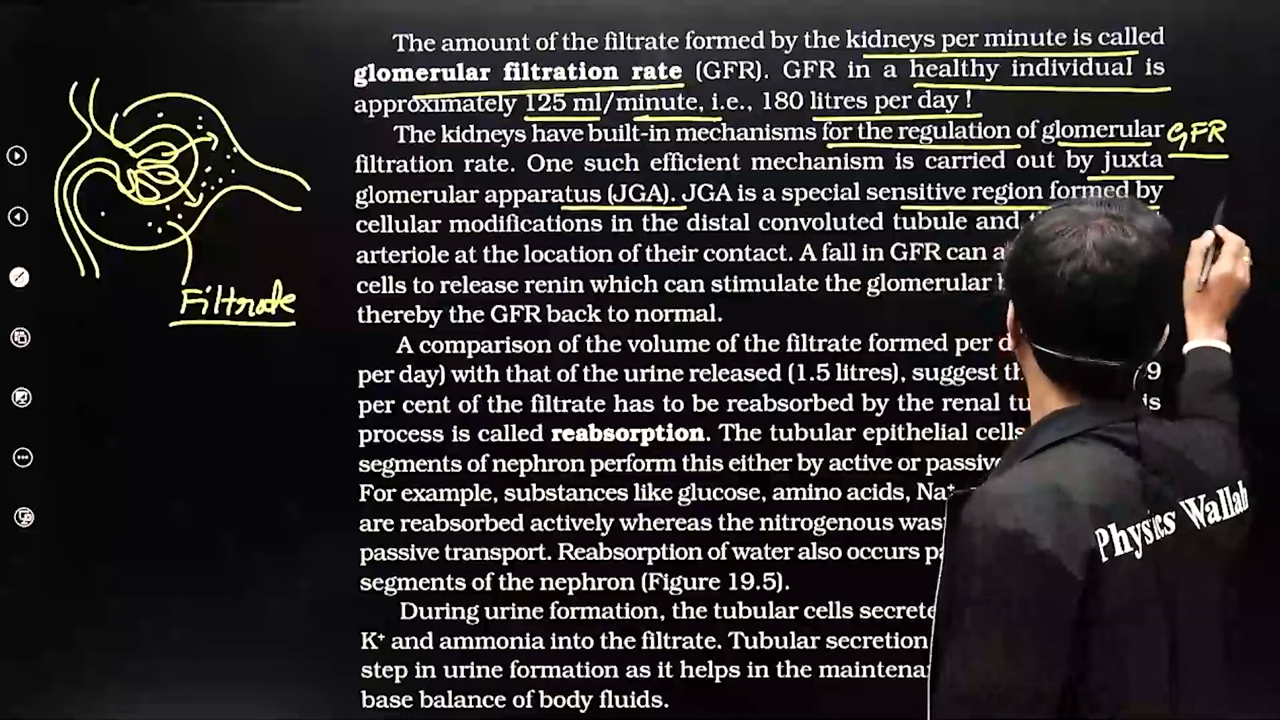 The amount of the filtrate formed by the kidneys per minute is called
glomerular filtration rate (GFR). GFR in a healthy individual is
approximately 125 ml/minute, i.e., 180 litres per day !
The kidneys have built-in mechanisms for the regulation of glomerular GFR
filtration rate. One such efficient mechanism is carried out by juxta
glomerular apparatus (JGA). JGA is a special sensitive region formed by
cellular modifications in the distal convoluted tubule and
arteriole at the location of their contact. A fall in GFR can a
cells to release renin which can stimulate the glomerular
thereby the GFR back to normal.
Filtrate
A comparison of the volume of the filtrate formed per d
per day) with that of the urine released (1.5 litres), suggest th 9
per cent of the filtrate has to be reabsorbed by the renal tu is
process is called reabsorption. The tubular epithelial cells
segments of nephron perform this either by active or passiv
For example, substances like glucose, amino acids, Na⁺
are reabsorbed actively whereas the nitrogenous was
passive transport. Reabsorption of water also occurs pa
segments of the nephron (Figure 19.5).
During urine formation, the tubular cells secrete
K⁺ and ammonia into the filtrate. Tubular secretion
step in urine formation as it helps in the maintena
base balance of body fluids.
Physics Wallah